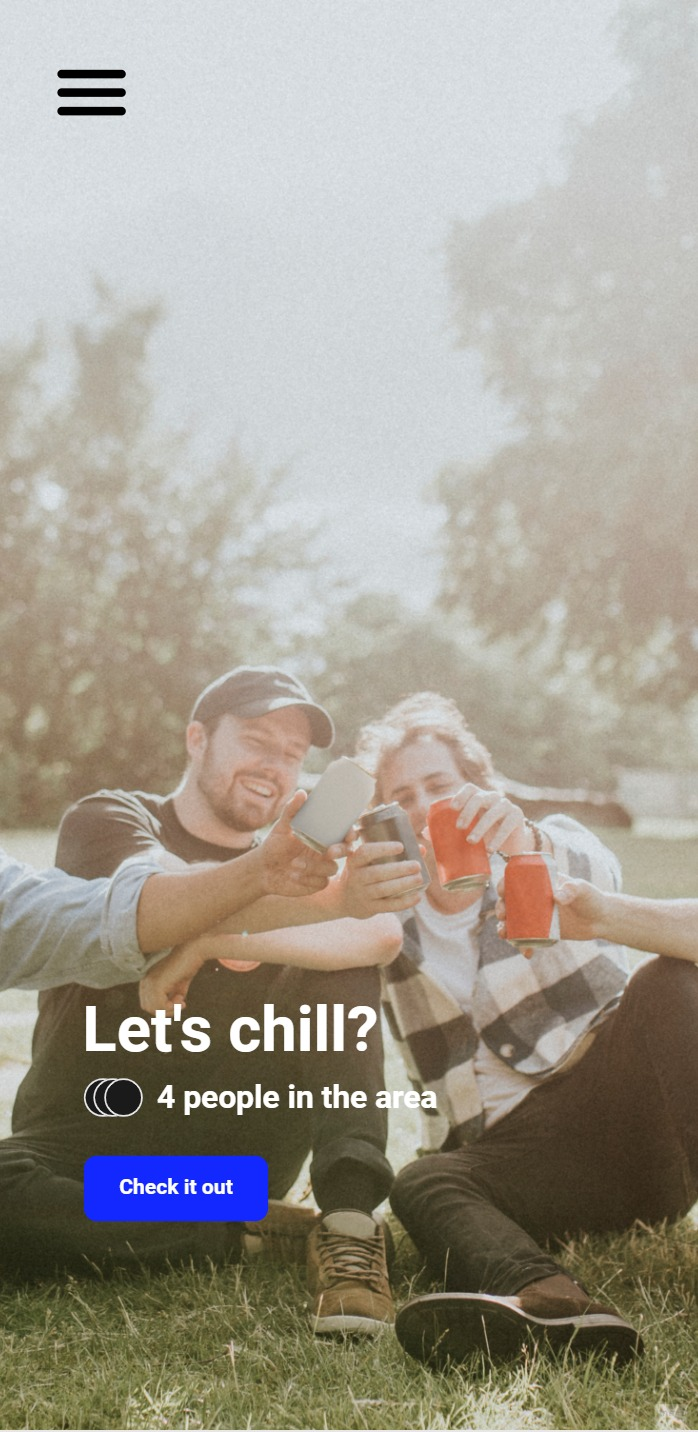 Let's chill?
4 people in the area
Check it out